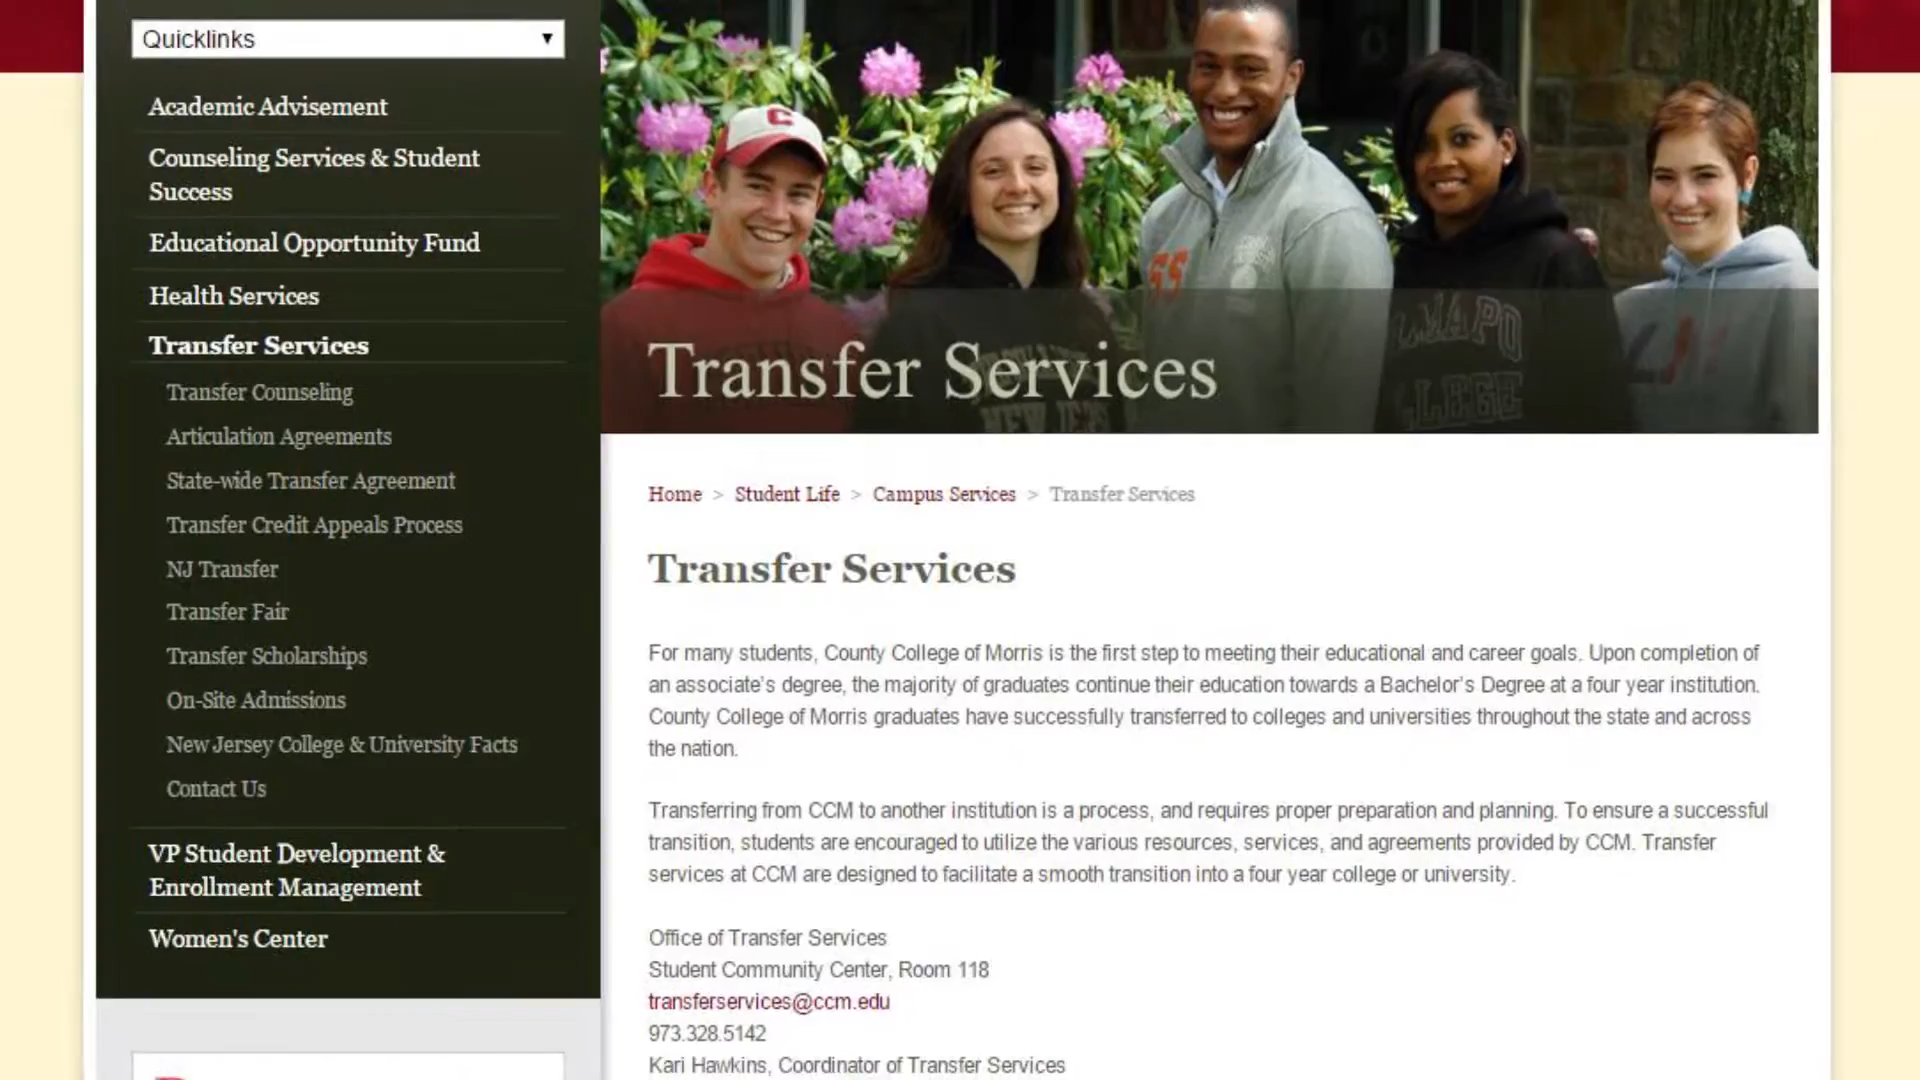 Quicklinks
Academic Advisement
Counseling Services & Student
Success
Educational Opportunity Fund
Health Services
Transfer Services
Transfer Counseling
Articulation Agreements
State-wide Transfer Agreement
Transfer Credit Appeals Process
NJ Transfer
Transfer Fair
Transfer Scholarships
On-Site Admissions
New Jersey College & University Facts
Contact Us
VP Student Development &
Enrollment Management
Women's Center
C
Transfer Services
Home > Student Life > Campus Services > Transfer Services
Transfer Services
For many students, County College of Morris is the first step to meeting their educational and career goals. Upon completion of
an associate's degree, the majority of graduates continue their education towards a Bachelor's Degree at a four year institution.
County College of Morris graduates have successfully transferred to colleges and universities throughout the state and across
the nation.
Transferring from CCM to another institution is a process, and requires proper preparation and planning. To ensure a successful
transition, students are encouraged to utilize the various resources, services, and agreements provided by CCM. Transfer
services at CCM are designed to facilitate a smooth transition into a four year college or university.
Office of Transfer Services
Student Community Center, Room 118
transferservices@ccm.edu
973.328.5142
Kari Hawkins, Coordinator of Transfer Services